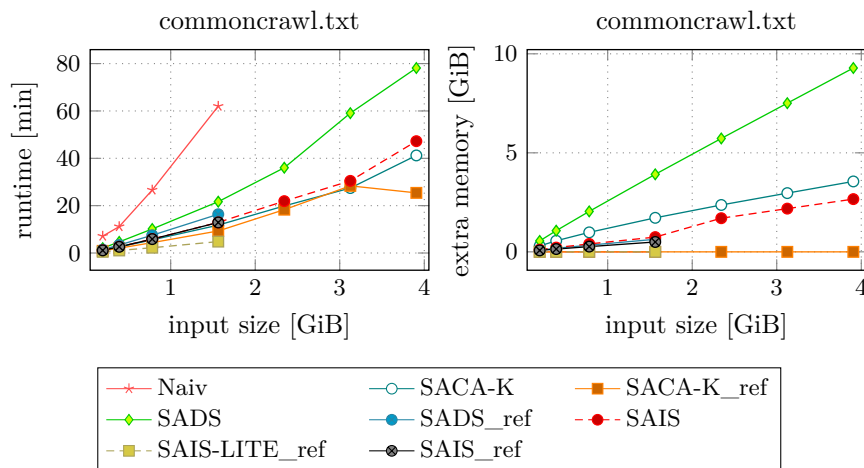 commoncrawl.txt
80
60
40
20
0
1 2 3 4
runtime [min]
input size [GiB]
commoncrawl.txt
10
5
0
1 2 3 4
extra memory [GiB]
input size [GiB]
Naiv SACA-K SACA-K_ref
SADS SADS_ref SAIS
SAIS-LITE_ref SAIS_ref